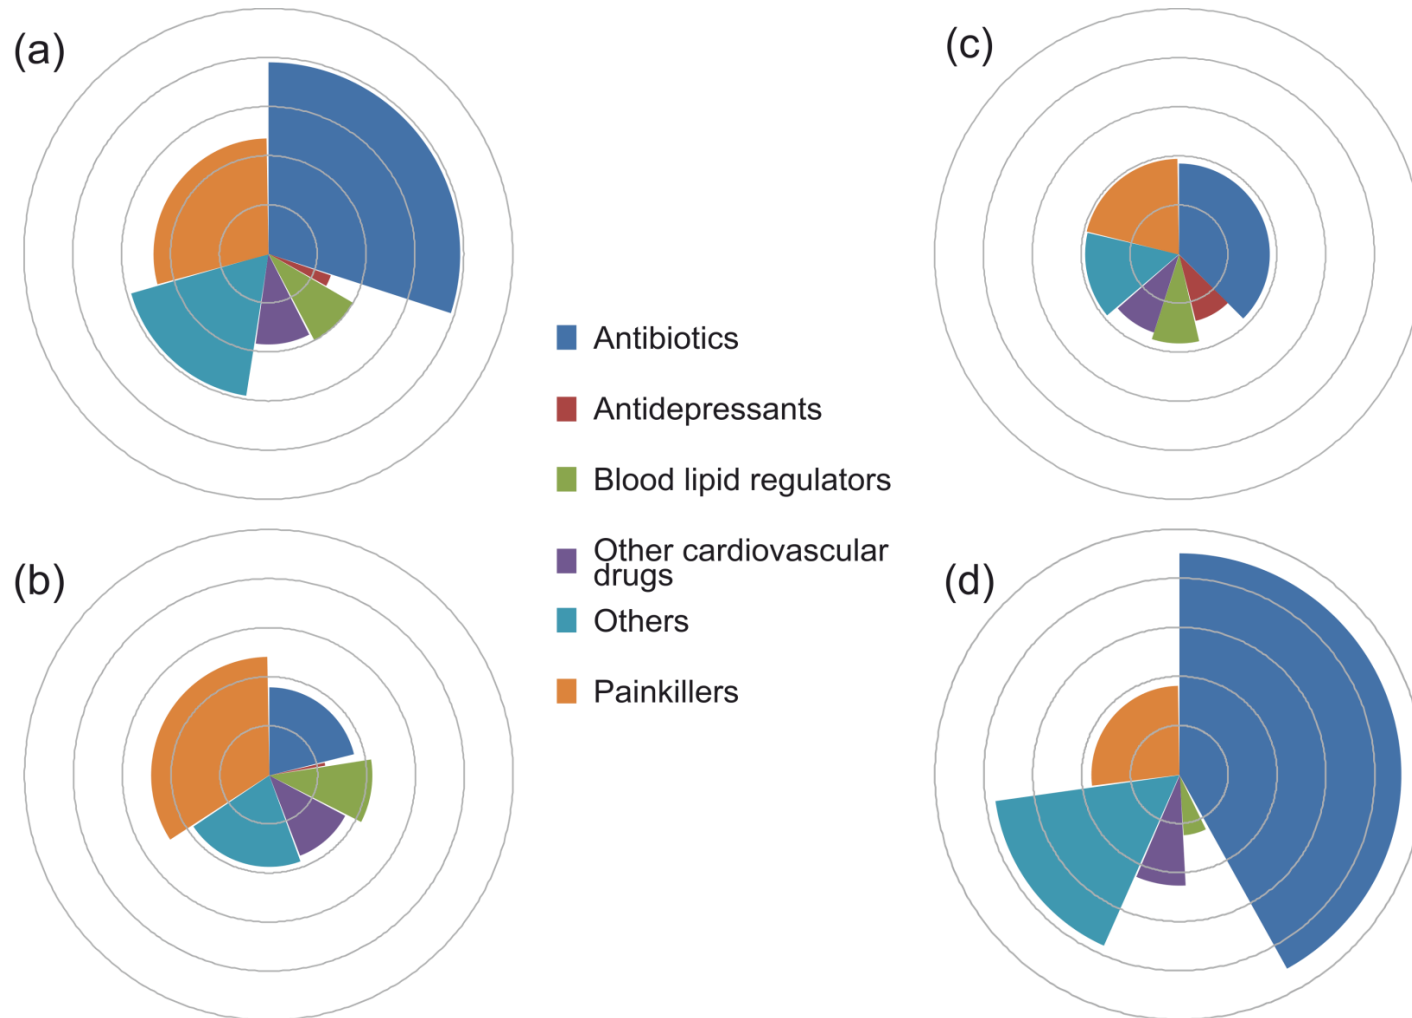 (a)
(c)
Antibiotics
Antidepressants
Blood lipid regulators
Other cardiovascular
drugs
Others
Painkillers
(b)
(d)